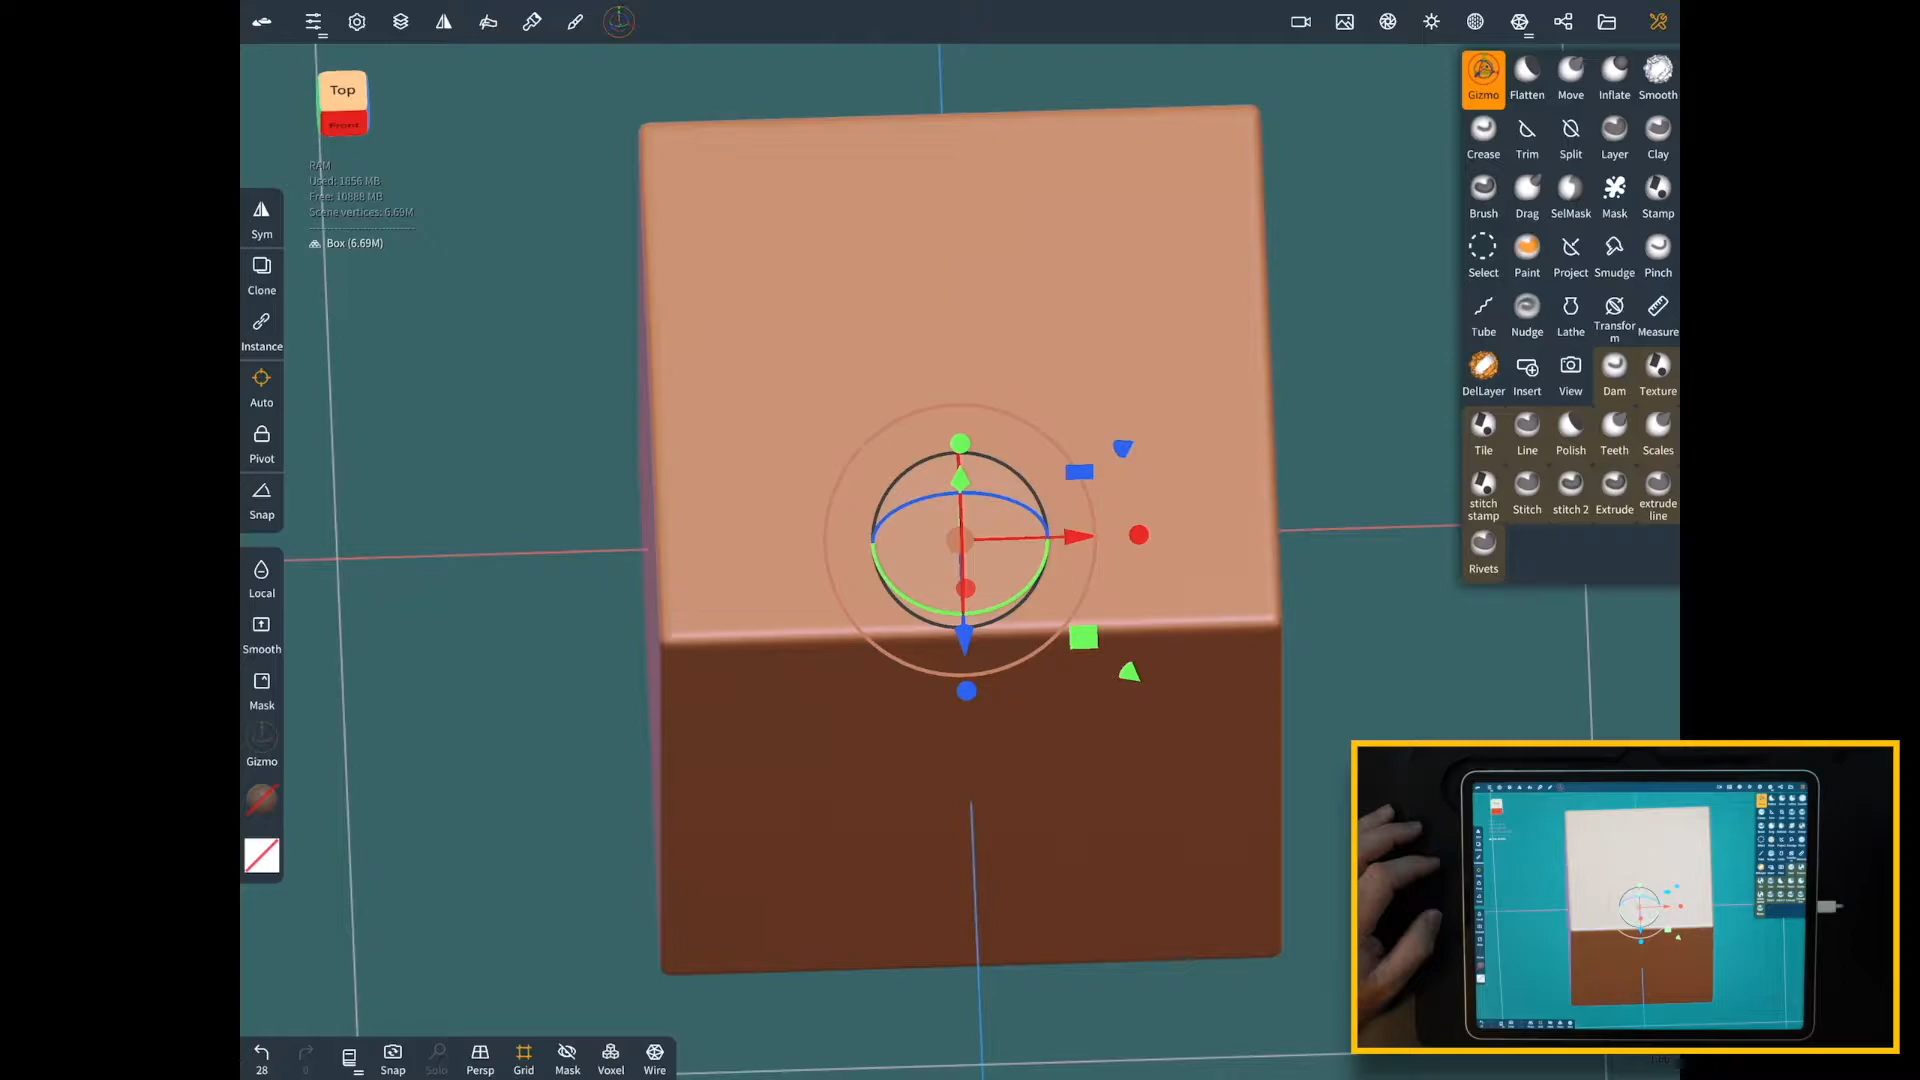 Top
RAM
Used: 1856 MB
Free: 10888 MB
Scene vertices: 6.69M
Box (6.69M)
Sym
Clone
Instance
Auto
Pivot
Snap
Local
Smooth
Mask
Gizmo
Gizmo Flatten Move Inflate Smooth
Crease Trim Split Layer Clay
Brush Drag SelMask Mask Stamp
Select Paint Project Smudge Pinch
Tube Nudge Lathe Transfor
m Measure
DelLayer Insert View Dam Texture
Tile Line Polish Teeth Scales
stitch
stamp Stitch stitch 2 Extrude extrude
line
Rivets
28 0 Snap Solo Persp Grid Mask Voxel Wire